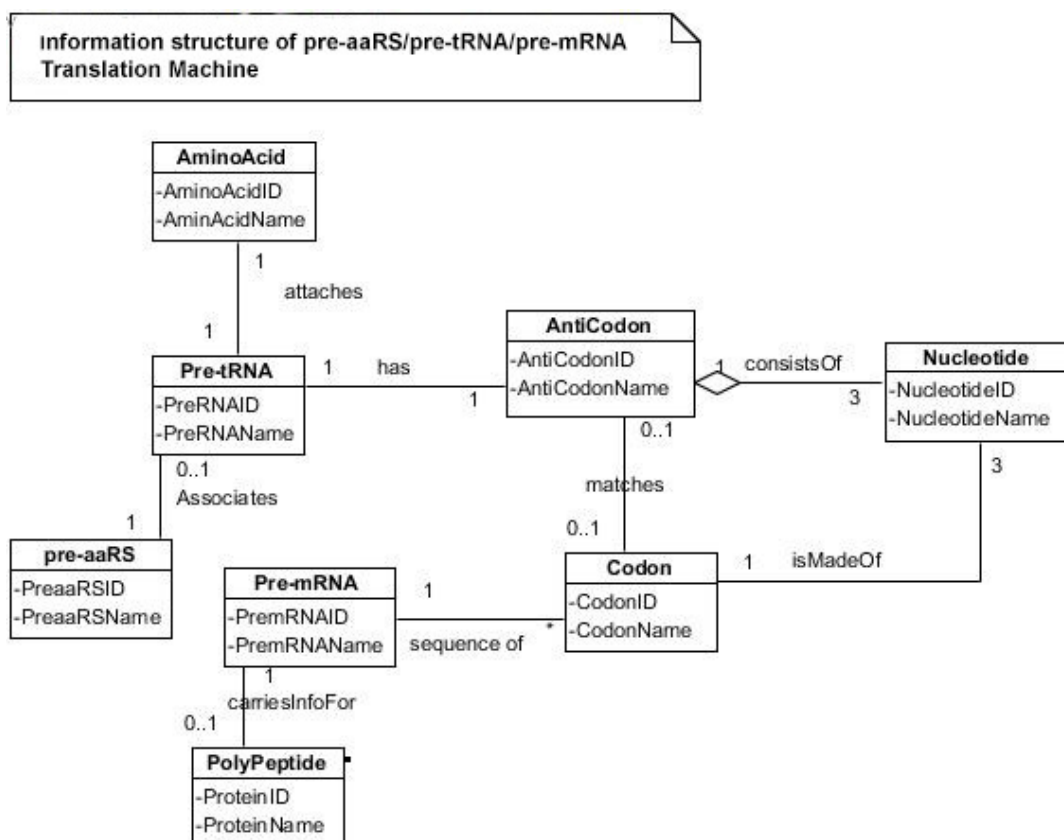 Information structure of pre-aaRS/pre-tRNA/pre-mRNA
Translation Machine
AminoAcid
-AminoAcidID
-AminAcidName
1
attaches
1
Pre-tRNA
-PreRNAID
-PreRNAName
1 has
1
AntiCodon
-AntiCodonID
-AntiCodonName
1 consistsOf
3
Nucleotide
-NucleotideID
-NucleotideName
0..1
Associates
1
0..1
matches
0..1
3
pre-aaRS
-PreaaRSID
-PreaaRSName
Pre-mRNA
-PremRNAID
-PremRNAName
1
sequence of *
Codon
-CodonID
-CodonName
1 isMadeOf
1
carriesInfoFor
0..1
PolyPeptide
-ProteinID
-ProteinName